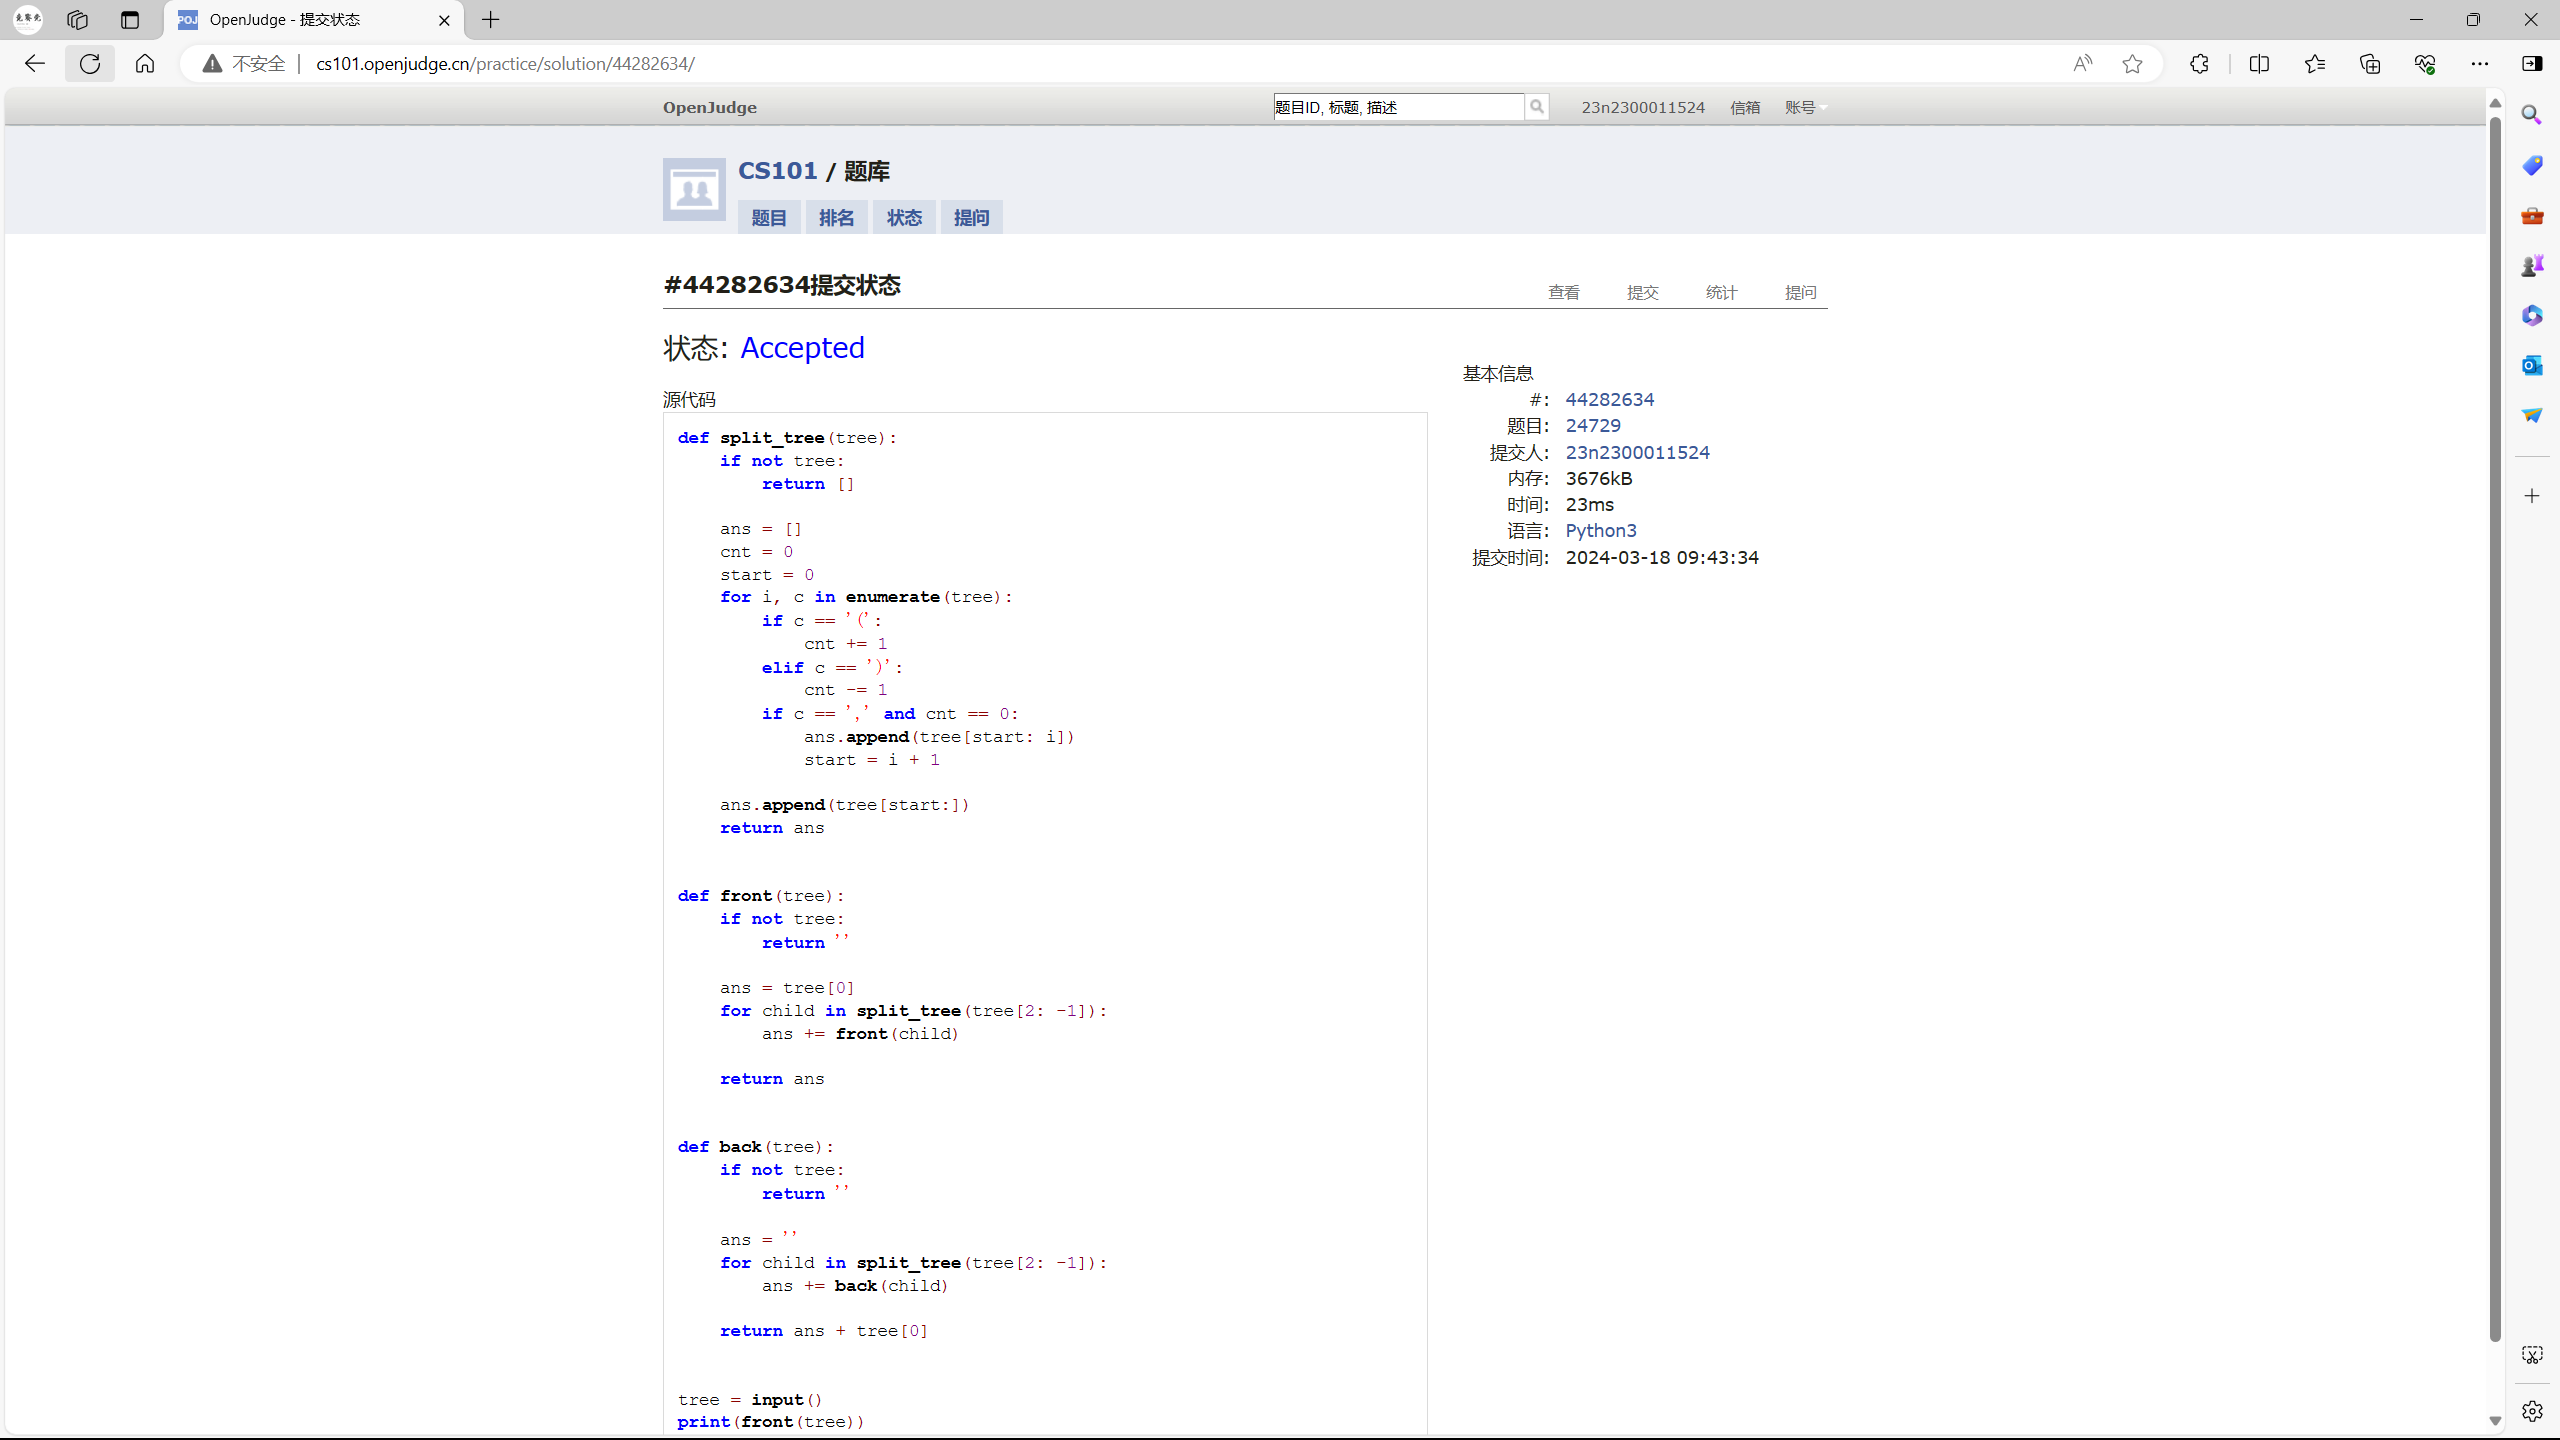 OpenJudge - 提交状态
不安全 cs101.openjudge.cn/practice/solution/44282634/
OpenJudge 题目ID, 标题, 描述 23n2300011524 信箱 账号
CS101 / 题库
题目 排名 状态 提问
#44282634提交状态 查看 提交 统计 提问
状态: Accepted
源代码
def split_tree(tree):
    if not tree:
        return []

    ans = []
    cnt = 0
    start = 0
    for i, c in enumerate(tree):
        if c == '(':
            cnt += 1
        elif c == ')':
            cnt -= 1
        if c == ',' and cnt == 0:
            ans.append(tree[start: i])
            start = i + 1

    ans.append(tree[start:])
    return ans


def front(tree):
    if not tree:
        return ''

    ans = tree[0]
    for child in split_tree(tree[2: -1]):
        ans += front(child)

    return ans


def back(tree):
    if not tree:
        return ''

    ans = ''
    for child in split_tree(tree[2: -1]):
        ans += back(child)

    return ans + tree[0]


tree = input()
print(front(tree))
基本信息
#: 44282634
题目: 24729
提交人: 23n2300011524
内存: 3676kB
时间: 23ms
语言: Python3
提交时间: 2024-03-18 09:43:34